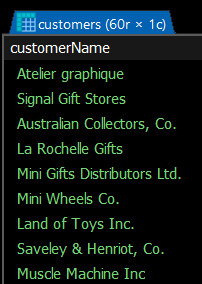 customers (60r × 1c)
customerName
Atelier graphique
Signal Gift Stores
Australian Collectors, Co.
La Rochelle Gifts
Mini Gifts Distributors Ltd.
Mini Wheels Co.
Land of Toys Inc.
Saveley & Henriot, Co.
Muscle Machine Inc